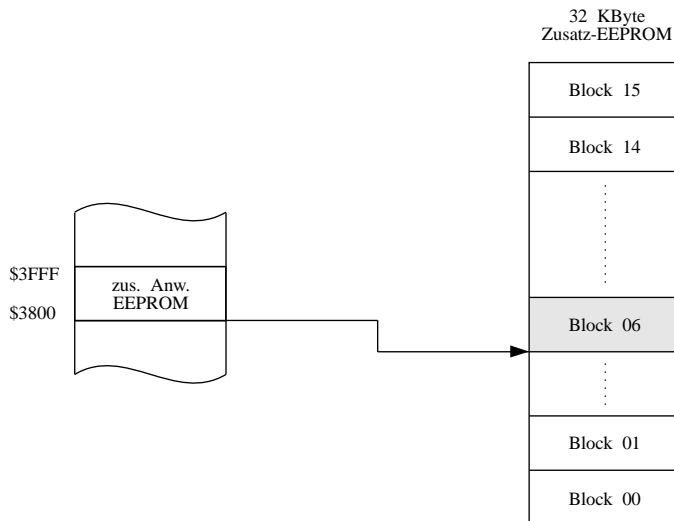 32 KByte
Zusatz-EEPROM
Block 15
Block 14
$3FFF
zus. Anw.
EEPROM
$3800
Block 06
Block 01
Block 00